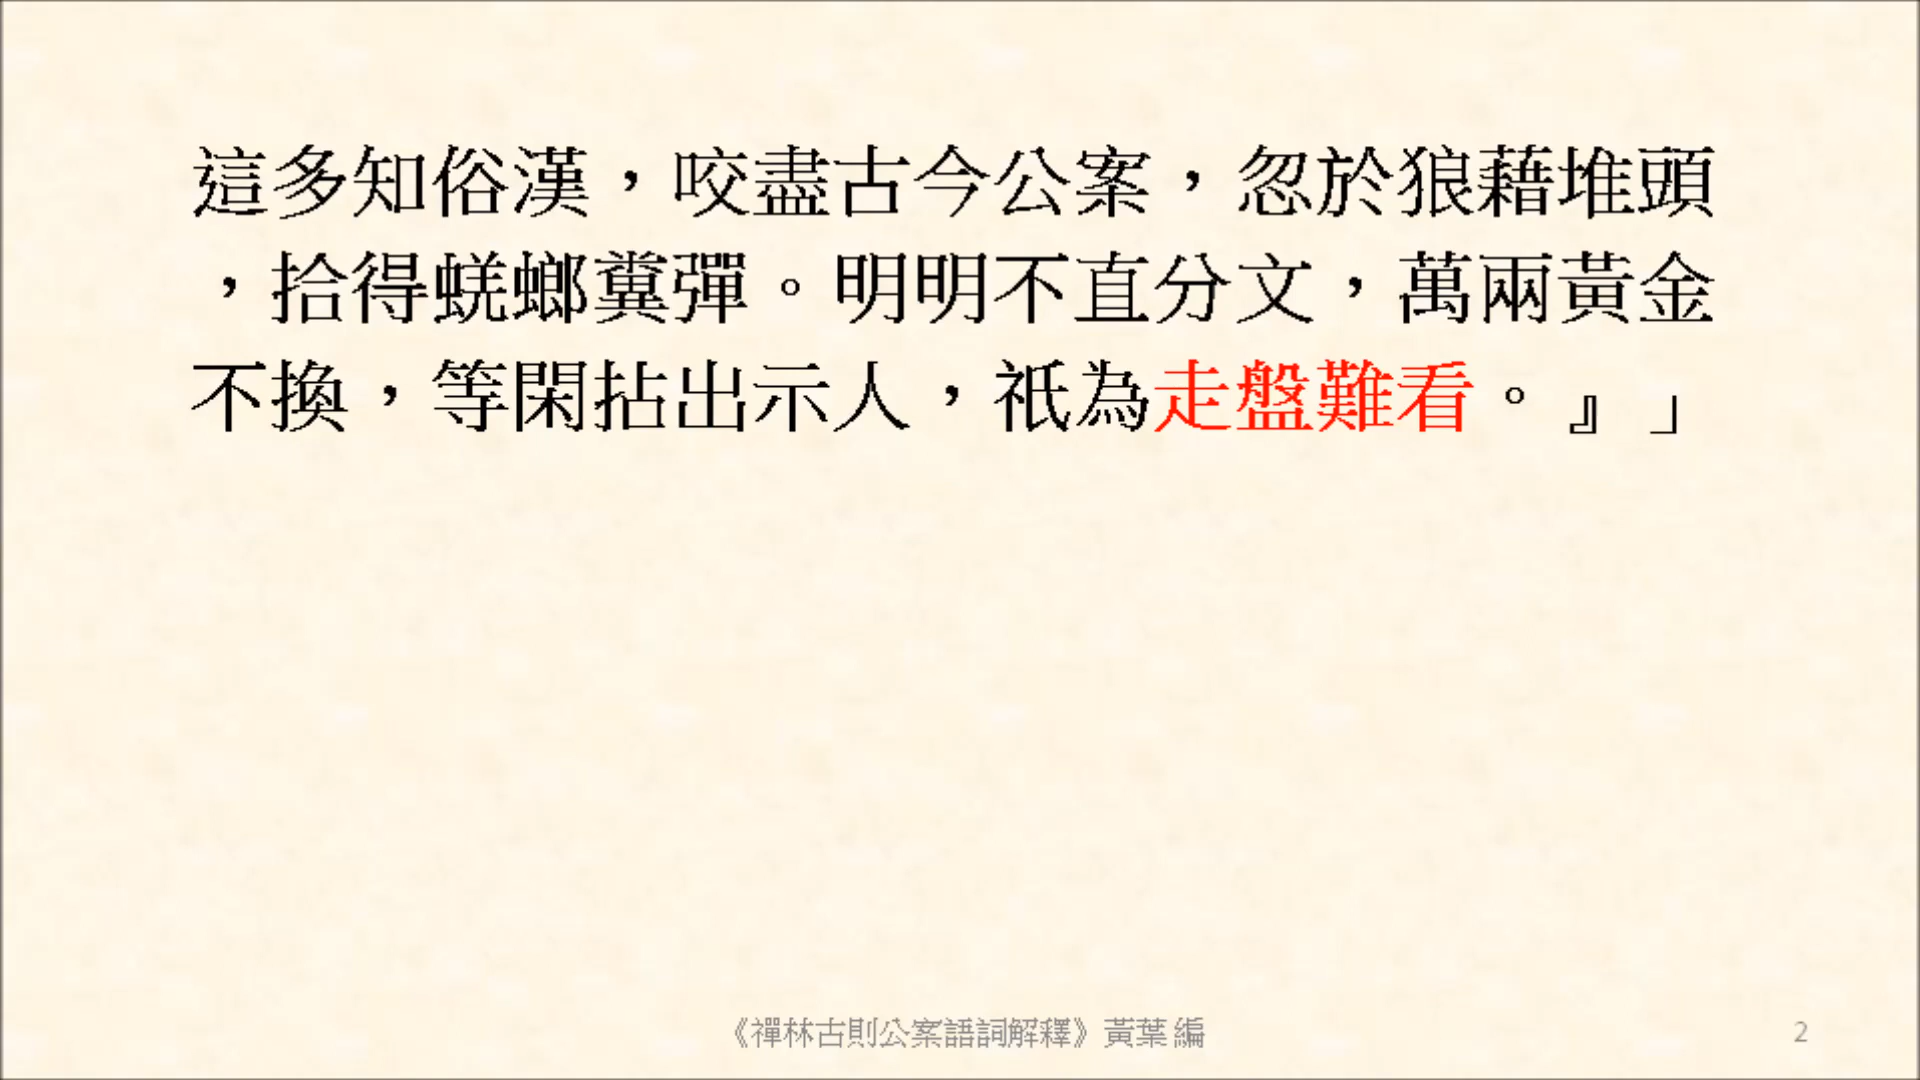 這多知俗漢，咬盡古今公案，忽於狼藉堆頭
，拾得蜣螂糞彈。明明不直分文，萬兩黃金
不換，等閑拈出示人，祇為走盤難看。』」
《禪林古則公案語詞解釋》黃葉 編
2